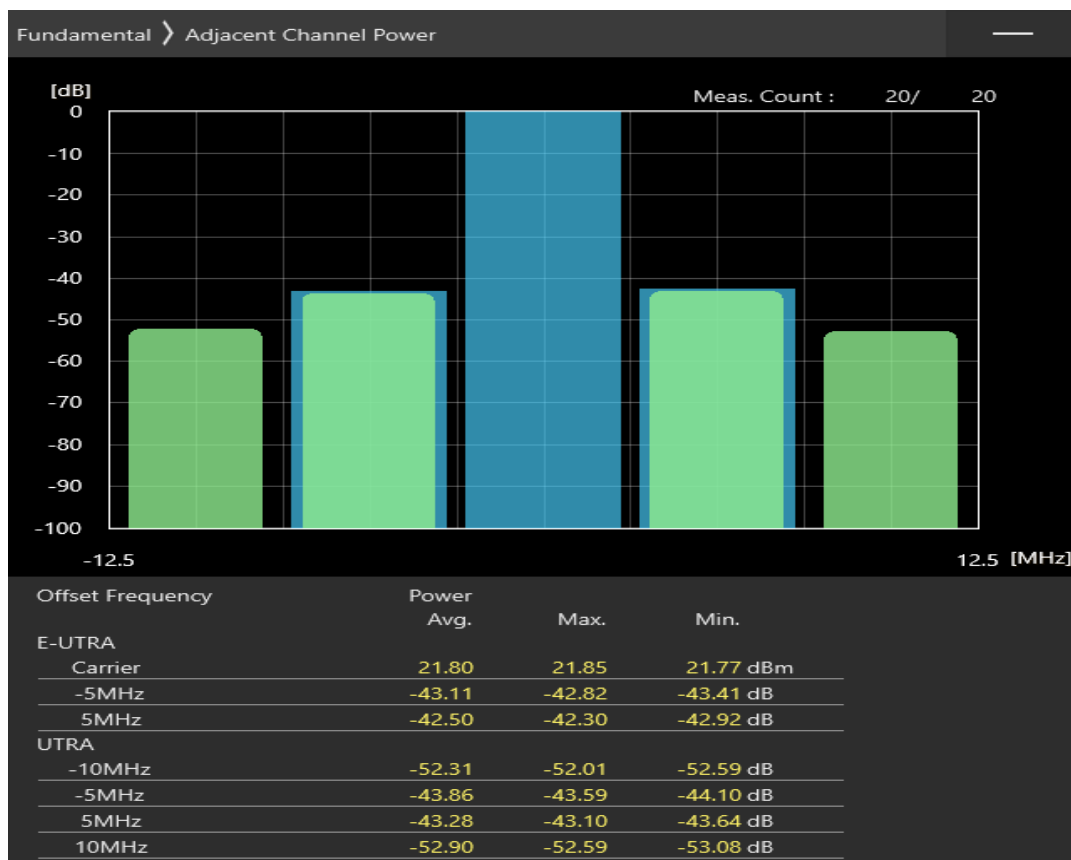 Fundamental 》 Adjacent Channel Power
[dB]
Meas. Count : 20/ 20
0
-10
-20
-30
-40
-50
-60
-70
-80
-90
-100
-12.5 12.5 [MHz]
Offset Frequency Power
Avg. Max. Min.
E-UTRA
Carrier 21.80 21.85 21.77 dBm
-5MHz -43.11 -42.82 -43.41 dB
5MHz -42.50 -42.30 -42.92 dB
UTRA
-10MHz -52.31 -52.01 -52.59 dB
-5MHz -43.86 -43.59 -44.10 dB
5MHz -43.28 -43.10 -43.64 dB
10MHz -52.90 -52.59 -53.08 dB